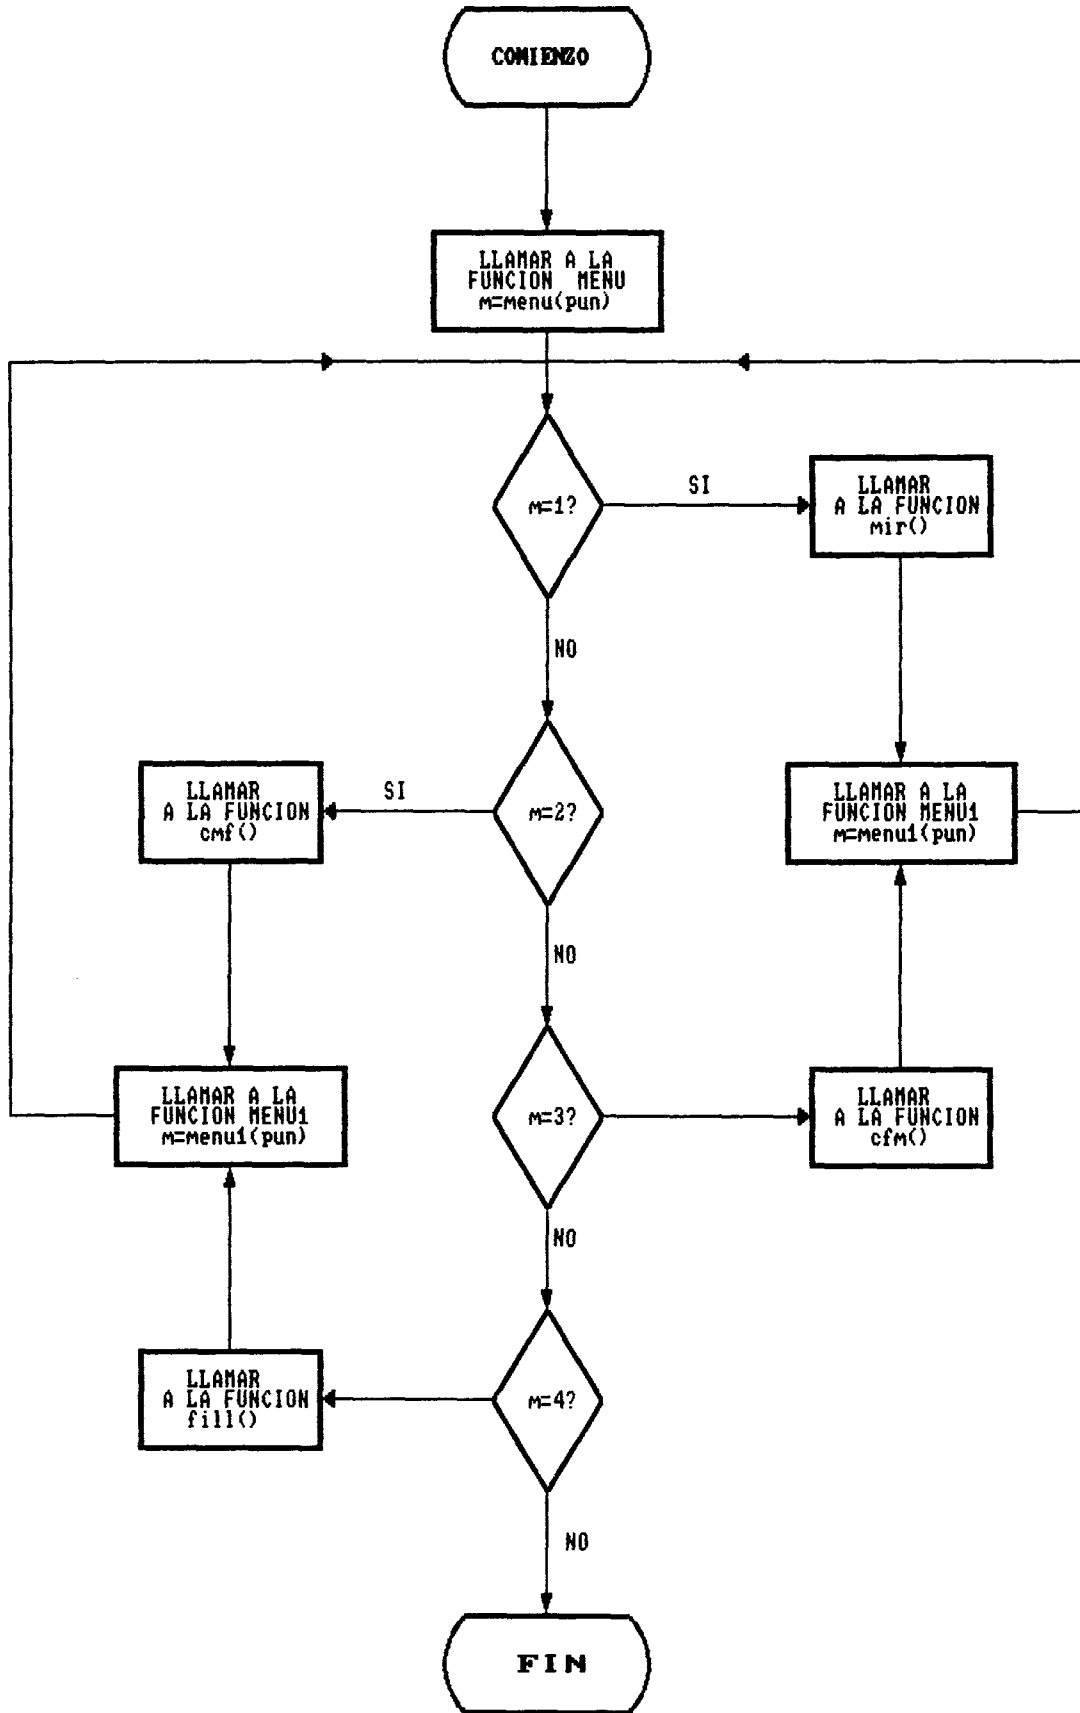 COMIENZO
LLAMAR A LA
FUNCION MENU
m=menu(pun)
m=1?
SI
LLAMAR
A LA FUNCION
mir()
NO
LLAMAR
A LA FUNCION
cmf()
SI
m=2?
LLAMAR A LA
FUNCION MENU1
m=menu1(pun)
NO
LLAMAR A LA
FUNCION MENU1
m=menu1(pun)
m=3?
LLAMAR
A LA FUNCION
cfm()
NO
LLAMAR
A LA FUNCION
fill()
m=4?
NO
FIN